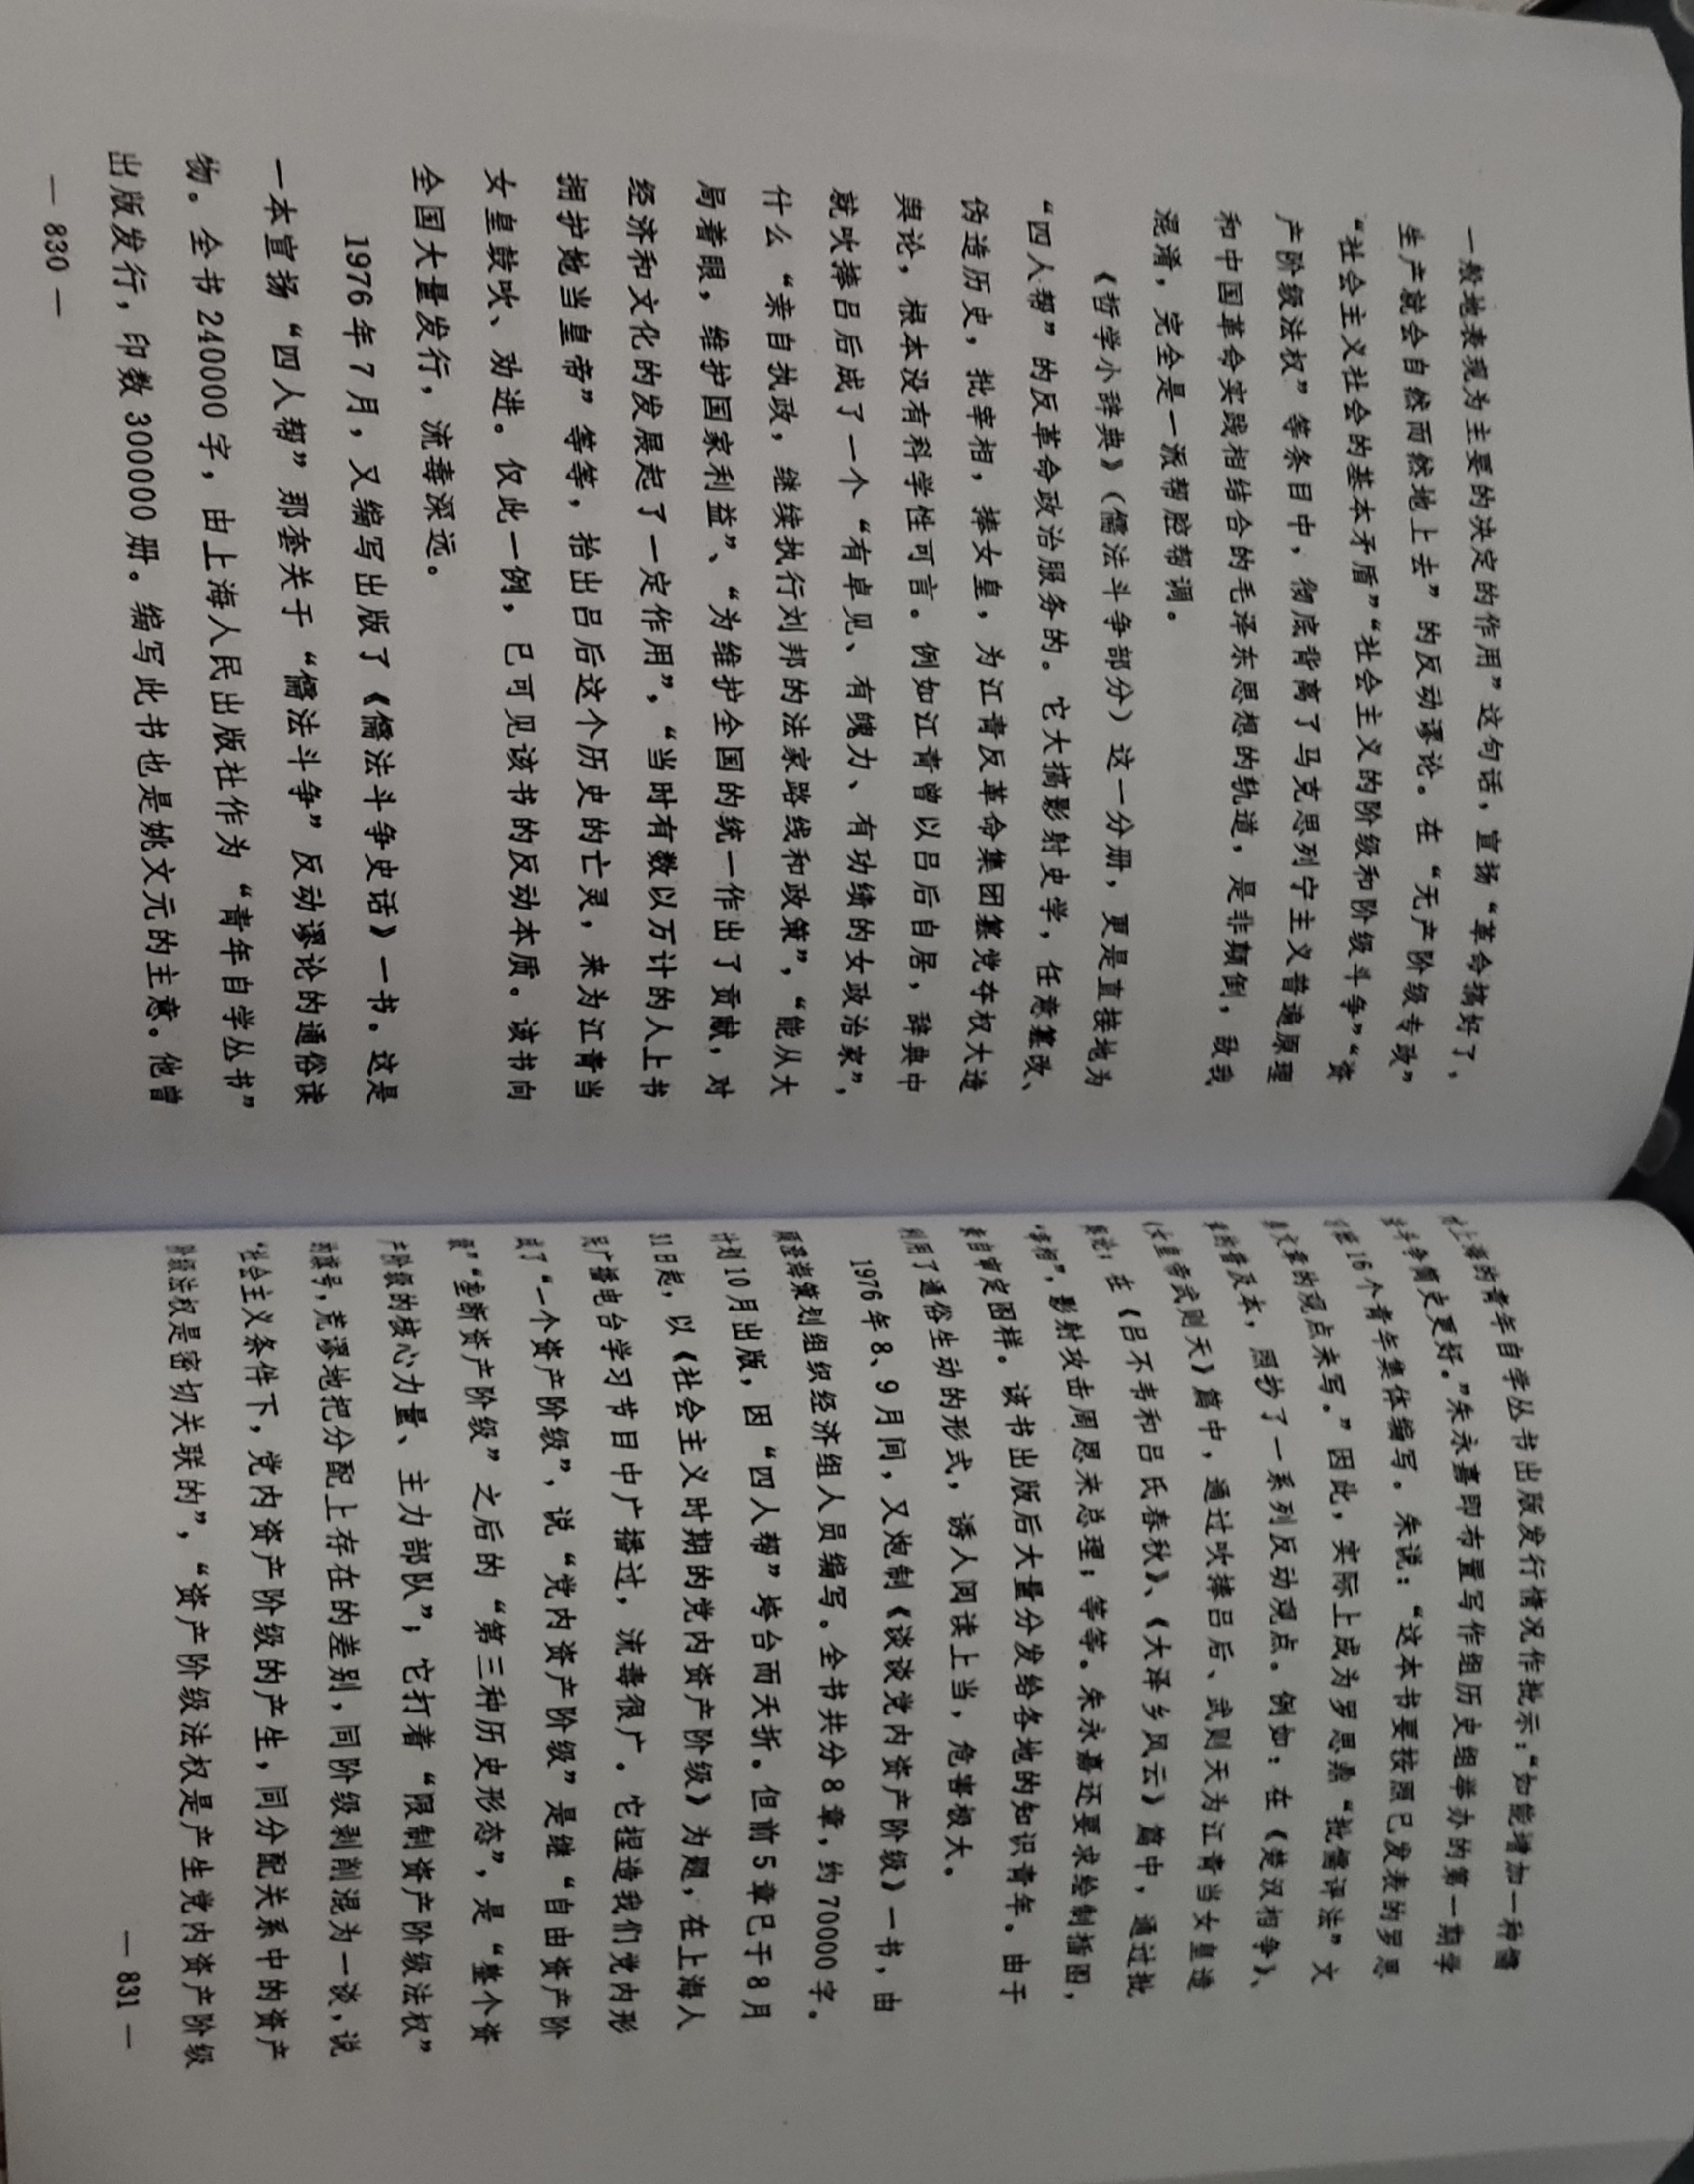 一般地表现为主要的决定的作用”这句话，宣扬“革命搞好了，
生产就会自然而然地上去”的反动谬论。在“无产阶级专政”
“社会主义社会的基本矛盾”“社会主义的阶级和阶级斗争”“资
产阶级法权”等条目中，彻底背离了马克思列宁主义普遍原理
和中国革命实践相结合的毛泽东思想的轨道，是非颠倒，敌我
混淆，完全是一派帮腔帮调。
《哲学小辞典》（儒法斗争部分）这一分册，更是直接地为
“四人帮”的反革命政治服务的。它大搞影射史学，任意篡改、
伪造历史，批宰相，捧女皇，为江青反革命集团篡党夺权大造
舆论，根本没有科学性可言。例如江青曾以吕后自居，辞典中
就吹捧吕后成了一个“有卓见、有魄力、有功绩的女政治家”，
什么“亲自执政，继续执行刘邦的法家路线和政策”，“能从大
局着眼，维护国家利益”、“为维护全国的统一作出了贡献，对
经济和文化的发展起了一定作用”，“当时有数以万计的人上书
拥护她当皇帝”等等，抬出吕后这个历史的亡灵，来为江青当
女皇鼓吹、劝进。仅此一例，已可见该书的反动本质。该书向
全国大量发行，流毒深远。
1976年7月，又编写出版了《儒法斗争史话》一书。这是
一本宣扬“四人帮”那套关于“儒法斗争”反动谬论的通俗读
物。全书240000字，由上海人民出版社作为“青年自学丛书”
出版发行，印数300000册。编写此书也是姚文元的主意。他曾
— 830 —
对上海的青年自学丛书出版发行情况作批示：“如能增加一种儒
法斗争简史更好。”朱永嘉即布置写作组历史组举办的第一期学
习班16个青年集体编写。朱说：“这本书要按照已发表的罗思
鼎文章的观点来写。”因此，实际上成为罗思鼎“批儒评法”文
章的普及本，照抄了一系列反动观点。例如：在《楚汉相争》、
《女皇帝武则天》篇中，通过吹捧吕后、武则天为江青当女皇造
舆论；在《吕不韦和吕氏春秋》、《大泽乡风云》篇中，通过批
“宰相”，影射攻击周恩来总理；等等。朱永嘉还要求绘制插图，
亲自审定图样。该书出版后大量分发给各地的知识青年。由于
利用了通俗生动的形式，诱人阅读上当，危害极大。
1976年8、9月间，又炮制《谈谈党内资产阶级》一书，由
顾澄海策划组织经济组人员编写。全书共分8章，约70000字。
计划10月出版，因“四人帮”垮台而夭折。但前5章已于8月
31日起，以《社会主义时期的党内资产阶级》为题，在上海人
民广播电台学习节目中广播过，流毒很广。它捏造我们党内形
成了“一个资产阶级”，说“党内资产阶级”是继“自由资产阶
级”“垄断资产阶级”之后的“第三种历史形态”，是“整个资
产阶级的核心力量、主力部队”；它打着“限制资产阶级法权”
的旗号，荒谬地把分配上存在的差别，同阶级剥削混为一谈，说
“社会主义条件下，党内资产阶级的产生，同分配关系中的资产
阶级法权是密切关联的”，“资产阶级法权是产生党内资产阶级
— 831 —